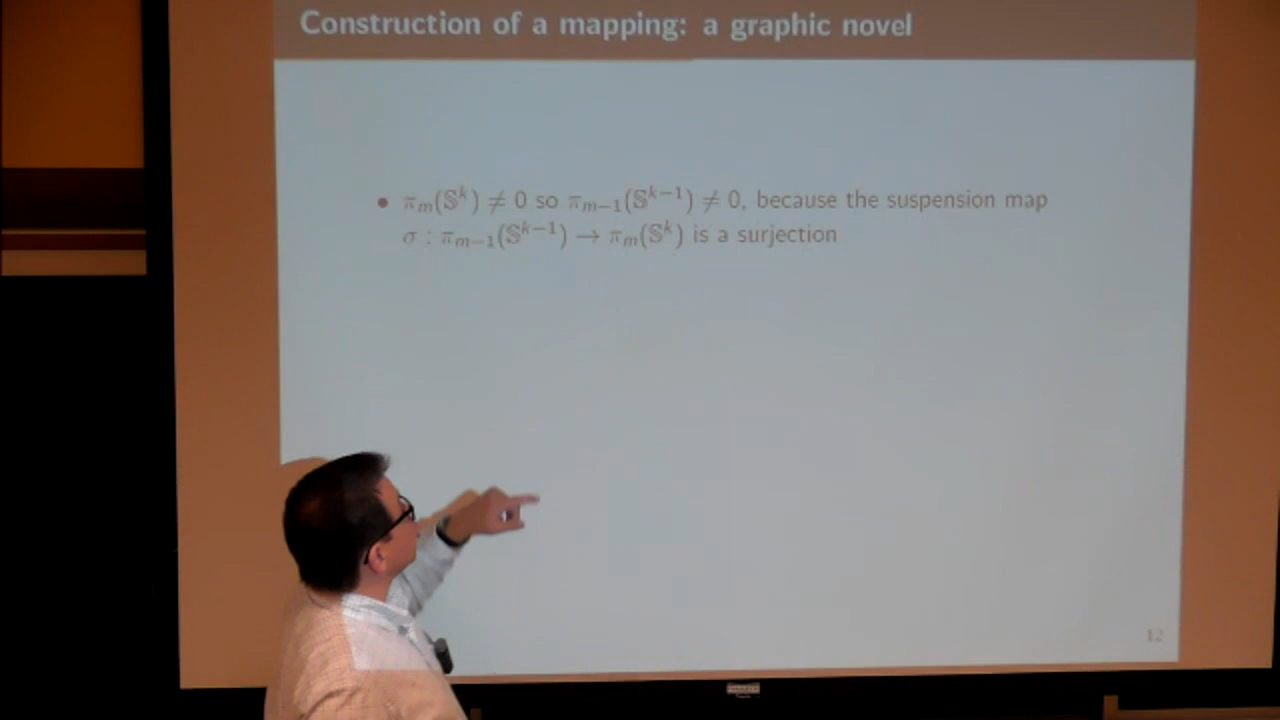 Construction of a mapping: a graphic novel
• πₘ(𝕊ᵏ) ≠ 0 so πₘ₋₁(𝕊ᵏ⁻¹) ≠ 0, because the suspension map
σ : πₘ₋₁(𝕊ᵏ⁻¹) → πₘ(𝕊ᵏ) is a surjection
12